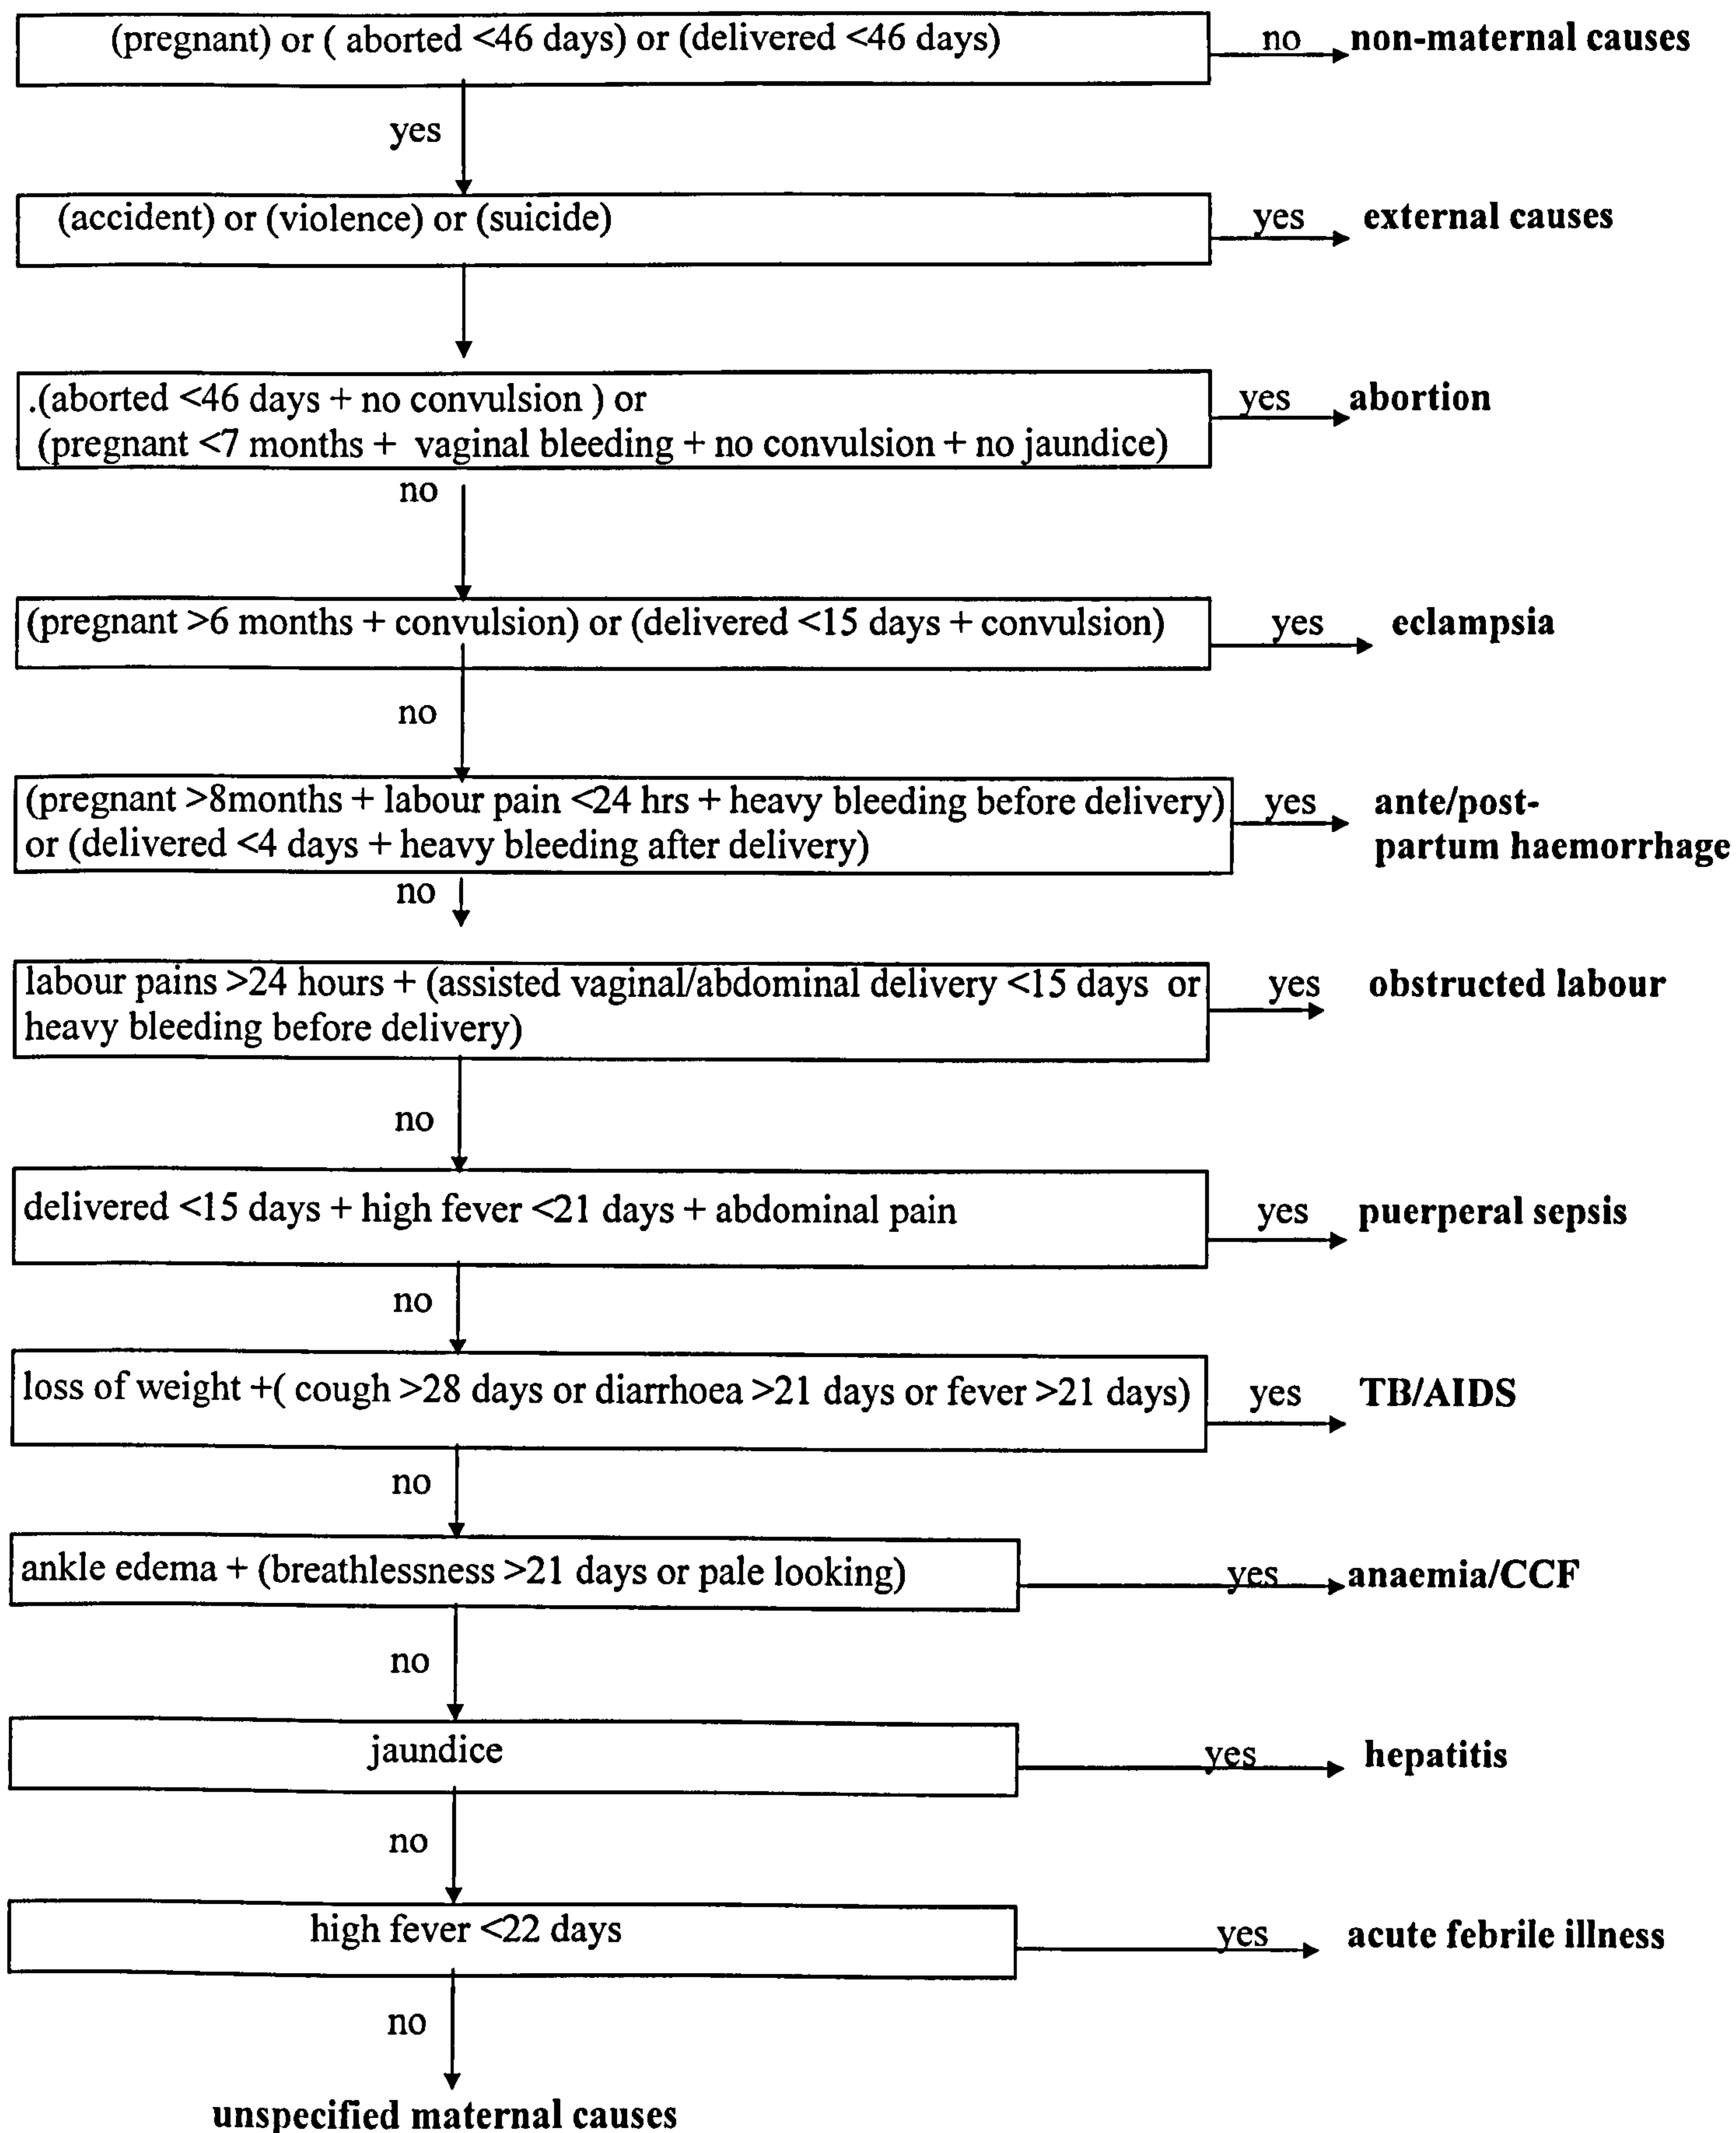 (pregnant) or ( aborted <46 days) or (delivered <46 days)
no
non-maternal causes
yes
(accident) or (violence) or (suicide)
yes
external causes
.(aborted <46 days + no convulsion ) or
(pregnant <7 months + vaginal bleeding + no convulsion + no jaundice)
yes
abortion
no
(pregnant >6 months + convulsion) or (delivered <15 days + convulsion)
yes
eclampsia
no
(pregnant >8months + labour pain <24 hrs + heavy bleeding before delivery)
or (delivered <4 days + heavy bleeding after delivery)
yes
ante/post-
partum haemorrhage
no
labour pains >24 hours + (assisted vaginal/abdominal delivery <15 days or
heavy bleeding before delivery)
yes
obstructed labour
no
delivered <15 days + high fever <21 days + abdominal pain
yes
puerperal sepsis
no
loss of weight +( cough >28 days or diarrhoea >21 days or fever >21 days)
yes
TB/AIDS
no
ankle edema + (breathlessness >21 days or pale looking)
yes
anaemia/CCF
no
jaundice
yes
hepatitis
no
high fever <22 days
yes
acute febrile illness
no
unspecified maternal causes